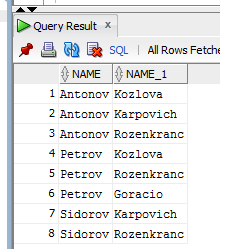 Query Result ×
SQL | All Rows Fetche
NAME NAME_1
1 Antonov Kozlova
2 Antonov Karpovich
3 Antonov Rozenkranc
4 Petrov Kozlova
5 Petrov Rozenkranc
6 Petrov Goracio
7 Sidorov Karpovich
8 Sidorov Rozenkranc